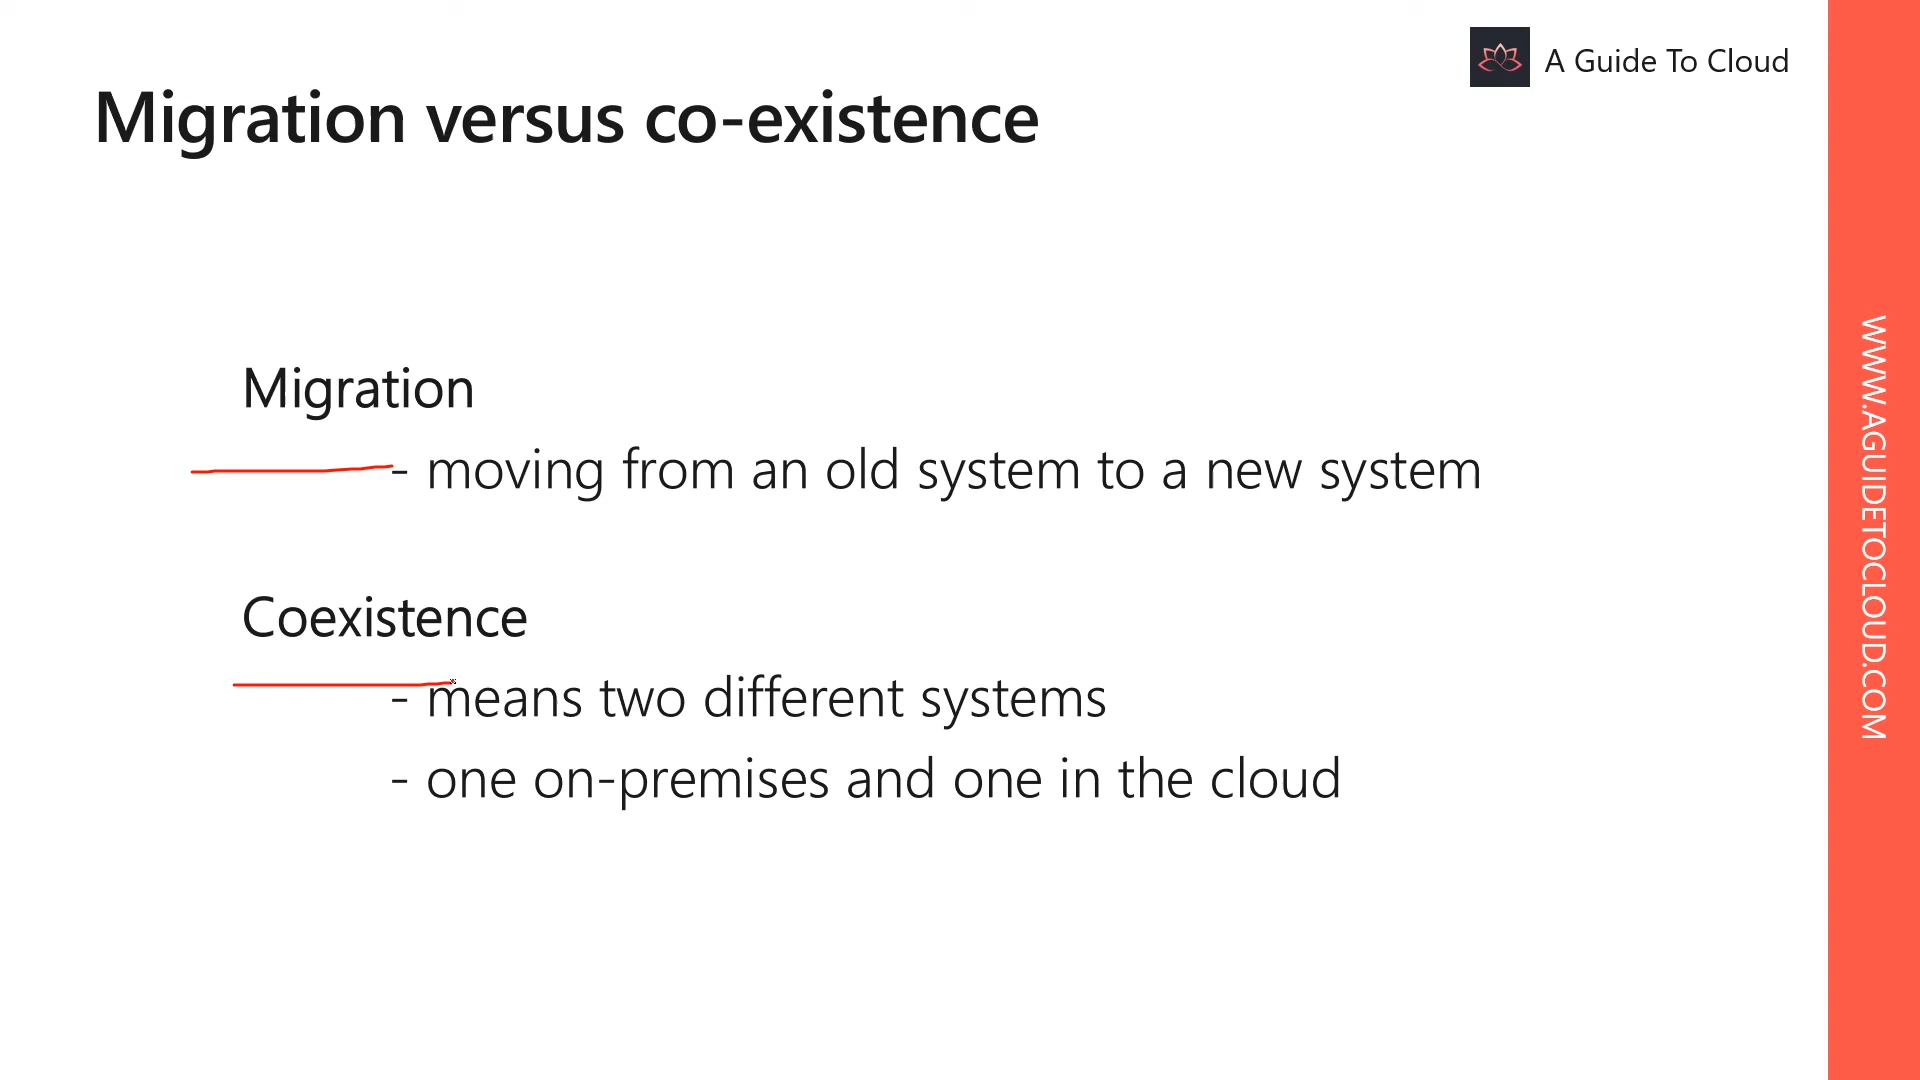 A Guide To Cloud
Migration versus co-existence
Migration
- moving from an old system to a new system
Coexistence
- means two different systems
- one on-premises and one in the cloud
WWW.AGUIDETOCLOUD.COM